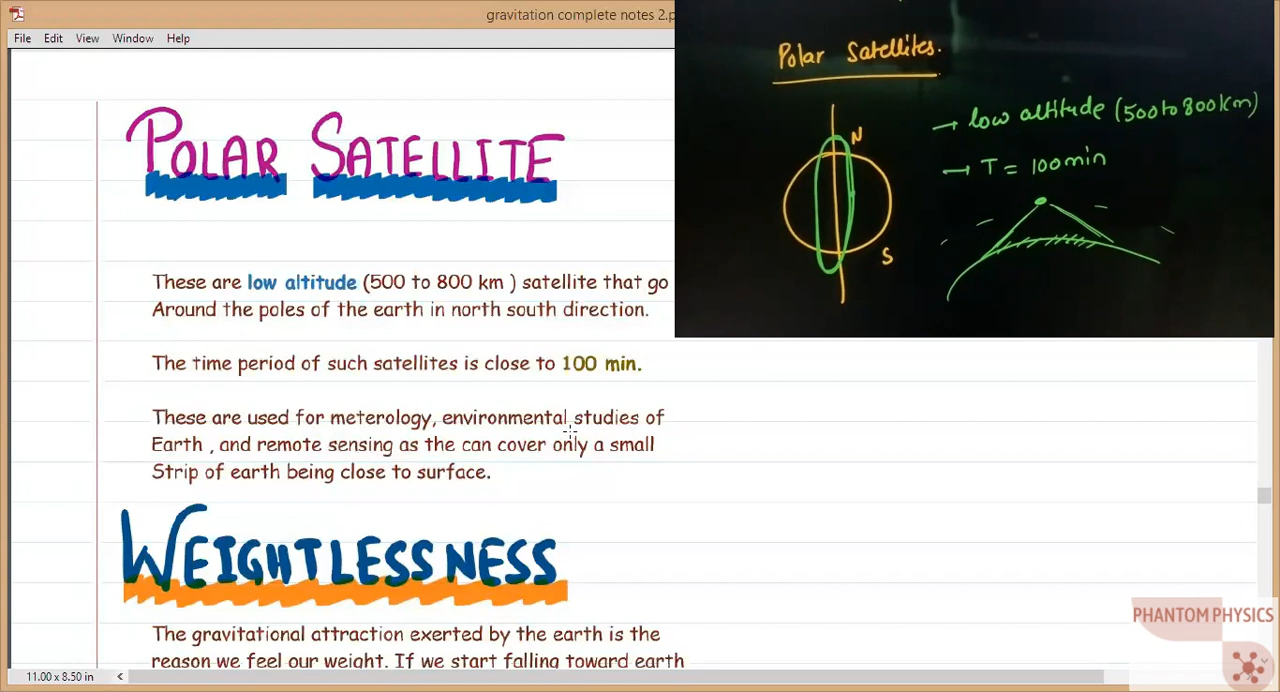 gravitation complete notes 2.p
File Edit View Window Help
POLAR SATELLITE
These are low altitude (500 to 800 km ) satellite that go
Around the poles of the earth in north south direction.
The time period of such satellites is close to 100 min.
These are used for meterology, environmental studies of
Earth , and remote sensing as the can cover only a small
Strip of earth being close to surface.
WEIGHTLESSNESS
The gravitational attraction exerted by the earth is the
reason we feel our weight. If we start falling toward earth
11.00 x 8.50 in
Polar Satellites.
N
S
→ low altitude (500 to 800 km)
→ T = 100 min
PHANTOM PHYSICS